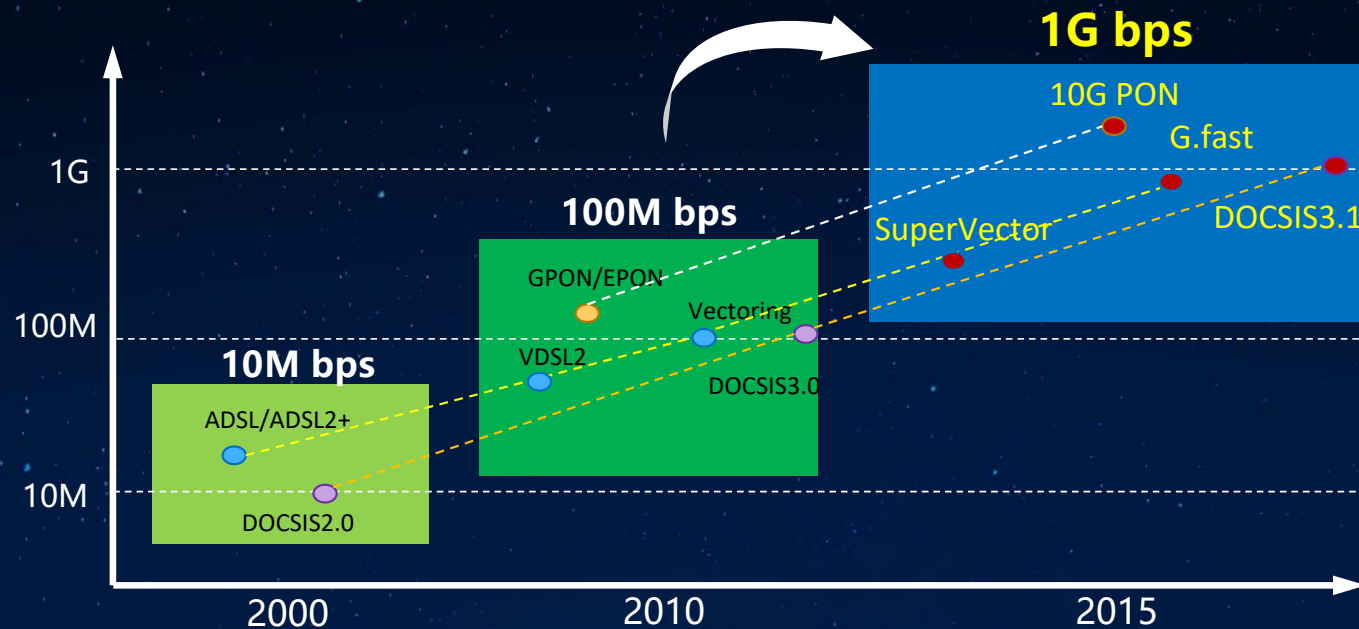 1G bps
10G PON
G.fast
1G
SuperVector
DOCSIS3.1
100M bps
GPON/EPON
Vectoring
100M
VDSL2
DOCSIS3.0
10M bps
ADSL/ADSL2+
10M
DOCSIS2.0
2000
2010
2015